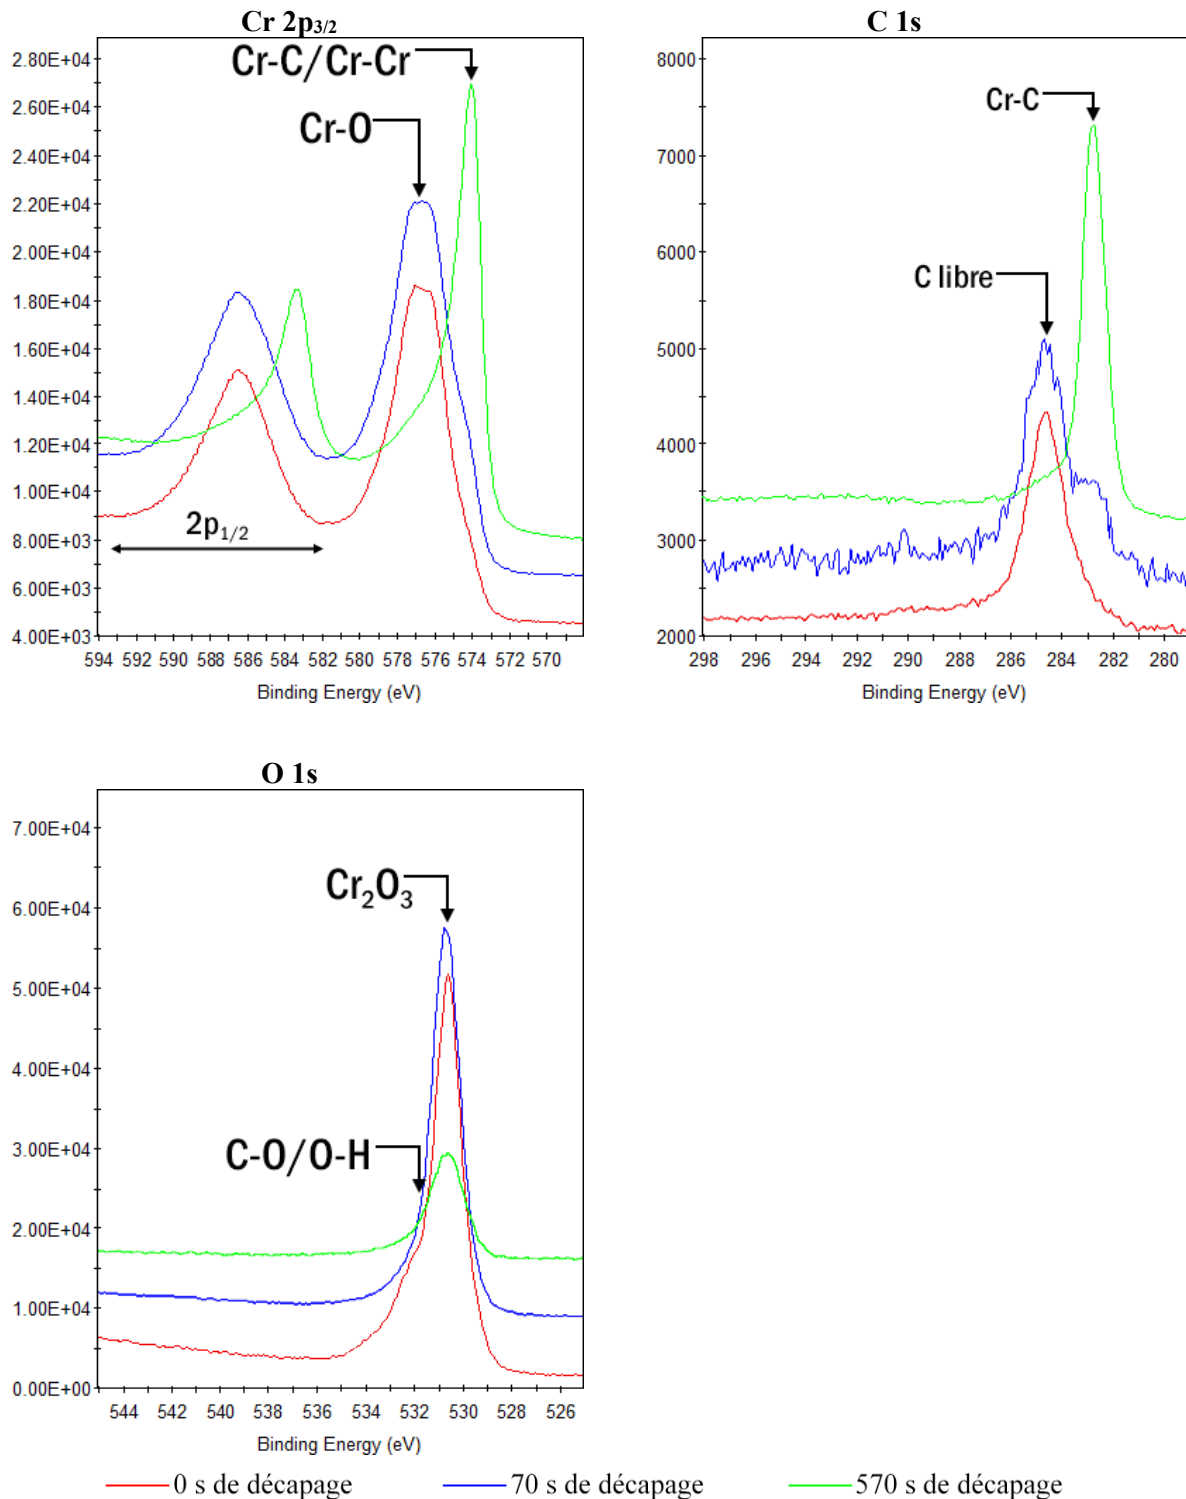 Cr 2p3/2
Cr-C/Cr-Cr
Cr-O
2p1/2
2.80E+04
2.60E+04
2.40E+04
2.20E+04
2.00E+04
1.80E+04
1.60E+04
1.40E+04
1.20E+04
1.00E+04
8.00E+03
6.00E+03
4.00E+03
594 592 590 588 586 584 582 580 578 576 574 572 570
Binding Energy (eV)
C 1s
Cr-C
C libre
8000
7000
6000
5000
4000
3000
2000
298 296 294 292 290 288 286 284 282 280
Binding Energy (eV)
O 1s
Cr2O3
C-O/O-H
7.00E+04
6.00E+04
5.00E+04
4.00E+04
3.00E+04
2.00E+04
1.00E+04
0.00E+00
544 542 540 538 536 534 532 530 528 526
Binding Energy (eV)
0 s de décapage 70 s de décapage 570 s de décapage